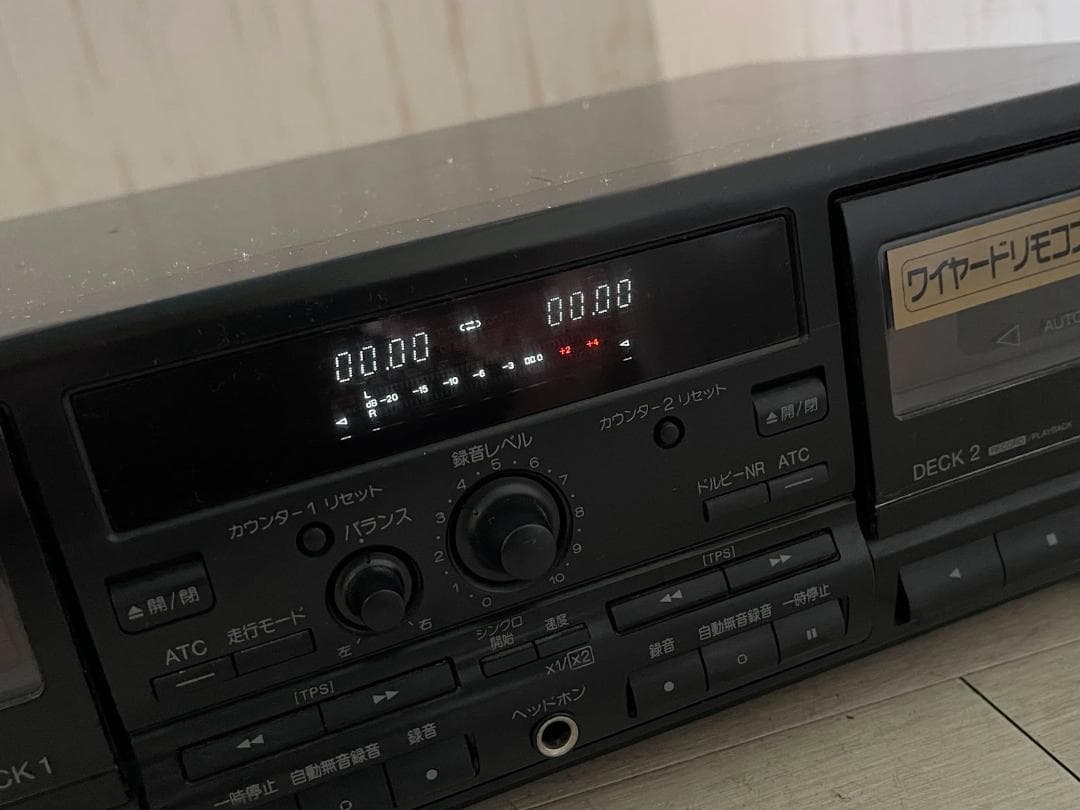 00.00
00.00
L
dB -20 -15 -10 -6 -3 0 +2 +4
R
ワイヤードリモコ
AUTO
DECK 2 RECORD / PLAYBACK
カウンター2 リセット
開/閉
ドルビーNR ATC
録音レベル
0 1 2 3 4 5 6 7 8 9 10
カウンター1 リセット
バランス
左 右
開/閉
ATC 走行モード
[TPS]
シンクロ開始
速度
x1/x2
[TPS]
録音 自動無音録音 一時停止
ヘッドホン
一時停止 自動無音録音 録音
CK 1